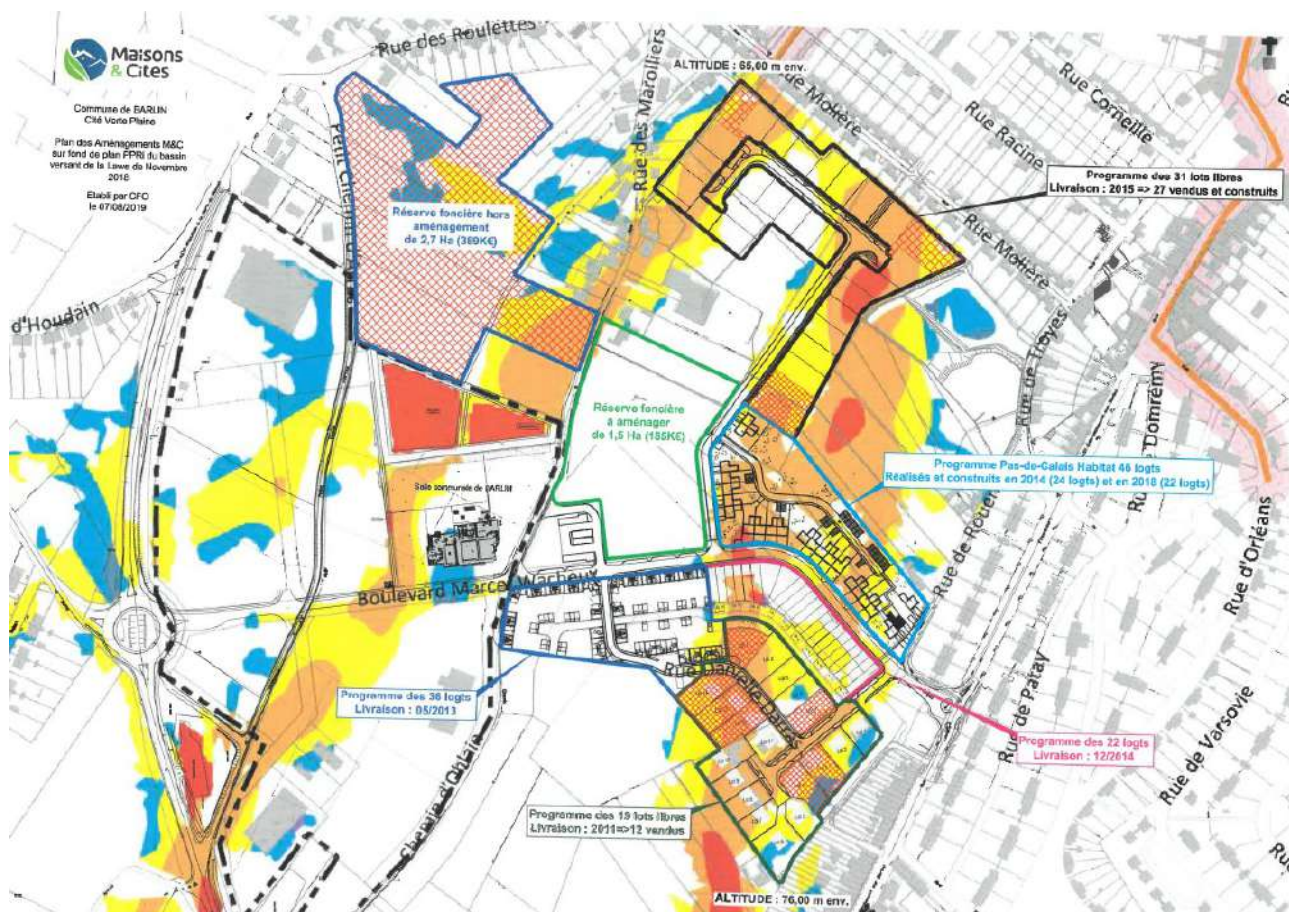 Maisons
& Cités
Commune de BARLIN
Cité Verte Plaine
Plan des Aménagements M&C
sur fond de plan PPRI du bassin
versant de la Lawe de Novembre
2018
Etabli par CFO
le 07/08/2019
Rue des Roulettes
ALTITUDE : 65,00 m env.
Rue Molière
Rue Corneille
Rue Racine
Rue des Marolliers
Programme des 31 lots libres
Livraison : 2015 => 27 vendus et construits
Réserve foncière hors
aménagement
de 2,7 Ha (369K€)
Rue Molière
d'Houdain
Rue de Troyes
Rue Domrémy
Réserve foncière
à aménager
de 1,5 Ha (185K€)
Programme Pas-de-Calais Habitat 46 logts
Réalisés et construits en 2014 (24 logts) et en 2018 (22 logts)
Salle communale de BARLIN
Rue de Rouen
Rue d'Orléans
Boulevard Marcel Wacheux
Programme des 36 logts
Livraison : 05/2013
Rue de Patay
Rue de Varsovie
Programme des 22 logts
Livraison : 12/2014
Chemin d'Ohlain
Programme des 19 lots libres
Livraison : 2011=>12 vendus
ALTITUDE : 76,00 m env.